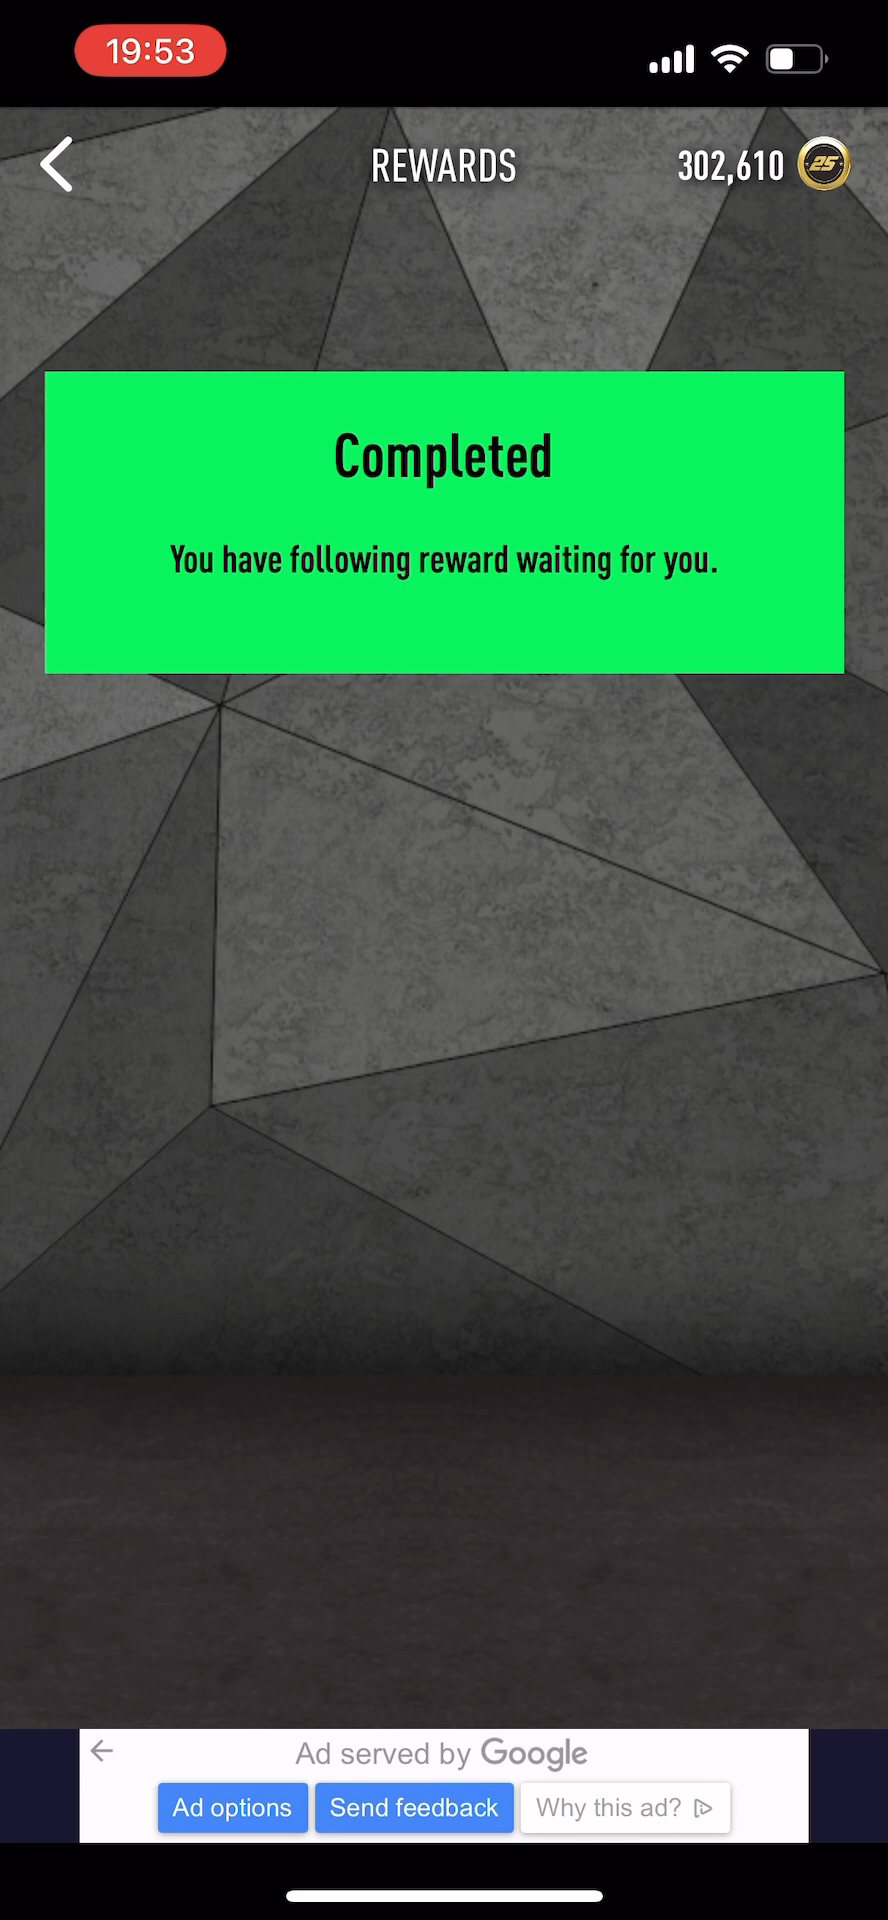 19:53
REWARDS
302,610 25
Completed
You have following reward waiting for you.
Ad served by Google
Ad options
Send feedback
Why this ad?